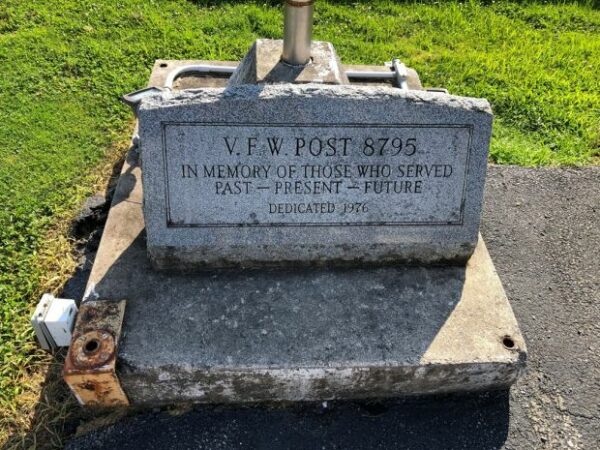 V. F. W. POST 8795
IN MEMORY OF THOSE WHO SERVED
PAST — PRESENT — FUTURE
DEDICATED 1976